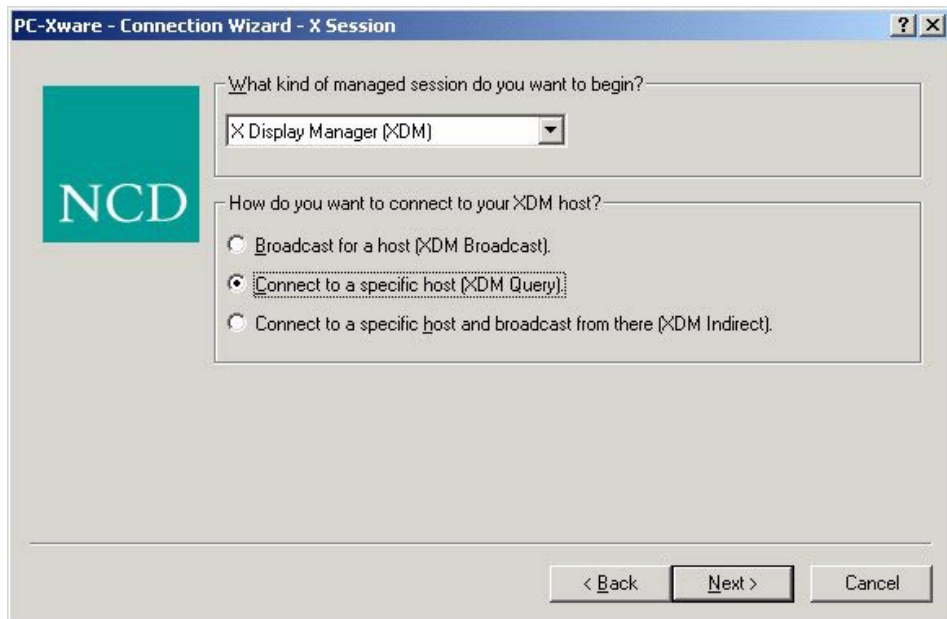 PC-Xware - Connection Wizard - X Session
What kind of managed session do you want to begin?
X Display Manager (XDM)
NCD
How do you want to connect to your XDM host?
Broadcast for a host (XDM Broadcast).
Connect to a specific host (XDM Query).
Connect to a specific host and broadcast from there (XDM Indirect).
< Back Next > Cancel